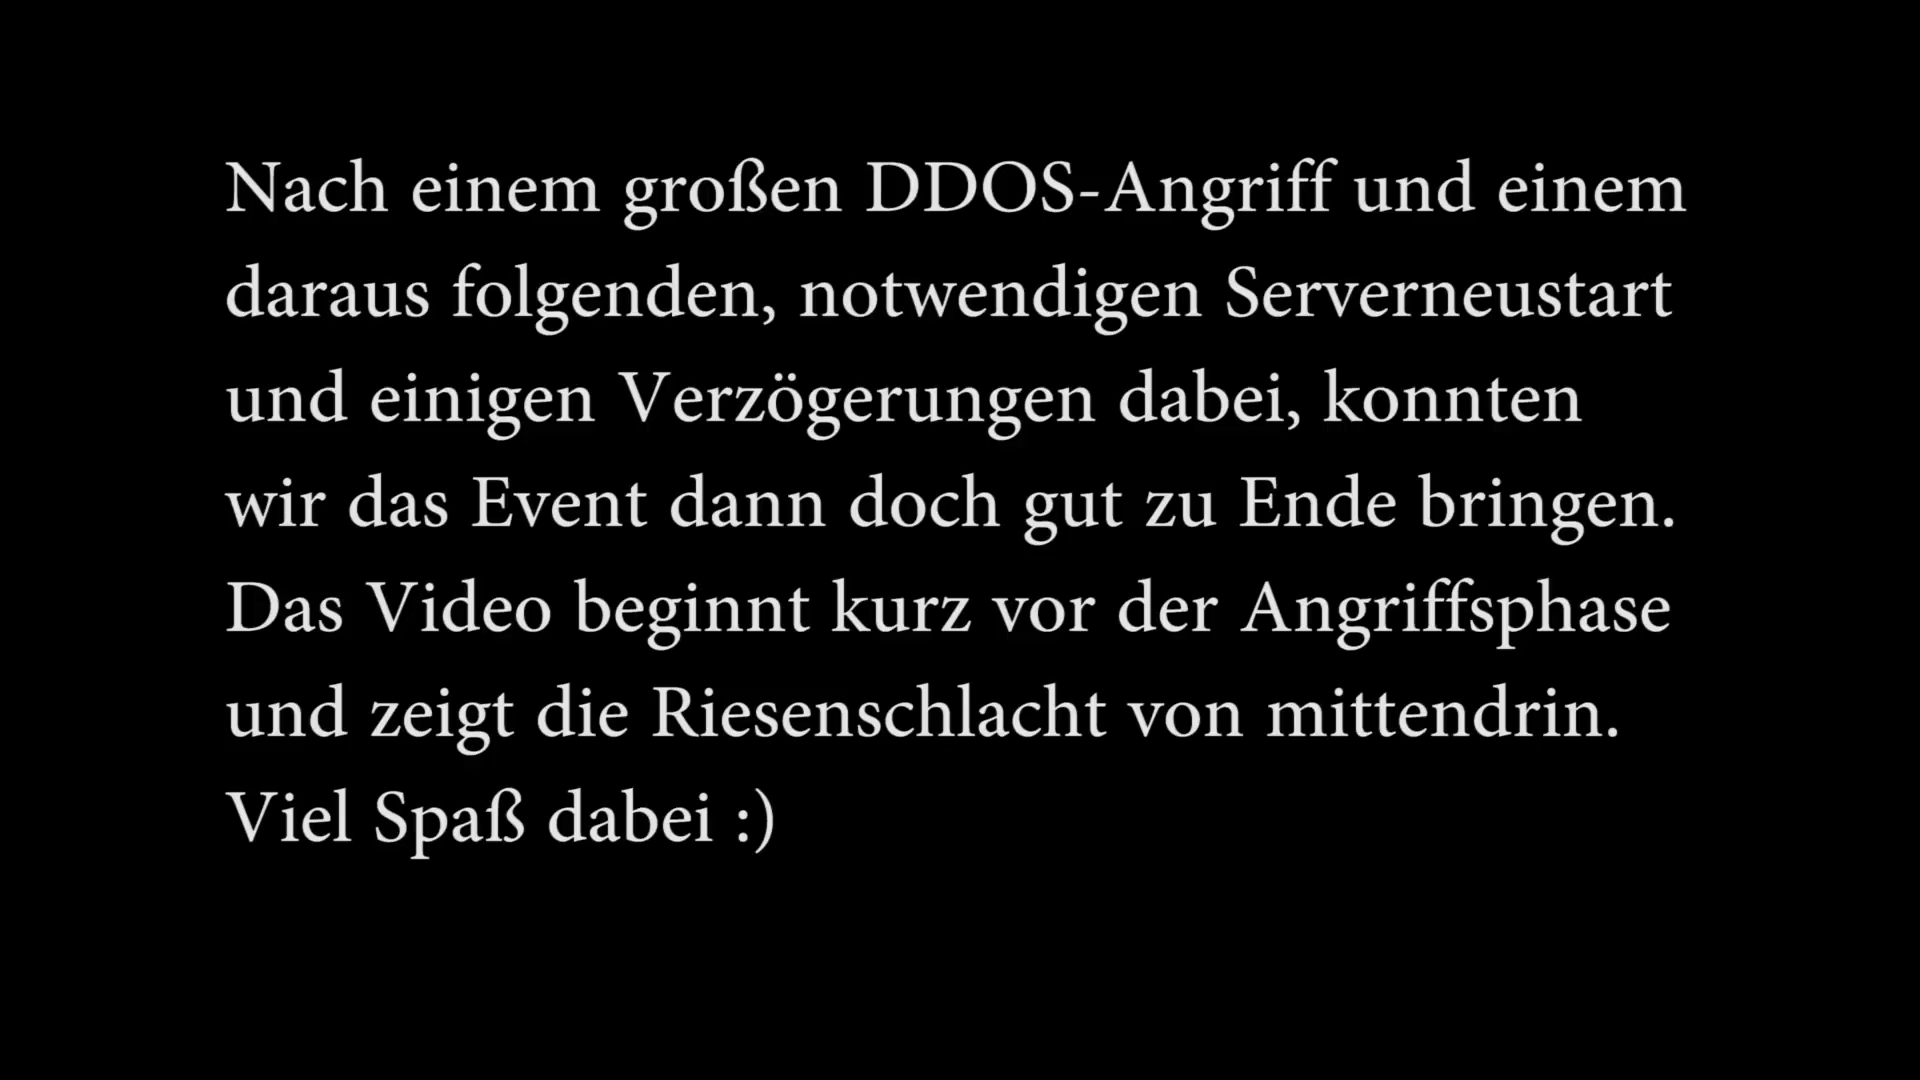 Nach einem großen DDOS-Angriff und einem
daraus folgenden, notwendigen Serverneustart
und einigen Verzögerungen dabei, konnten
wir das Event dann doch gut zu Ende bringen.
Das Video beginnt kurz vor der Angriffsphase
und zeigt die Riesenschlacht von mittendrin.
Viel Spaß dabei :)